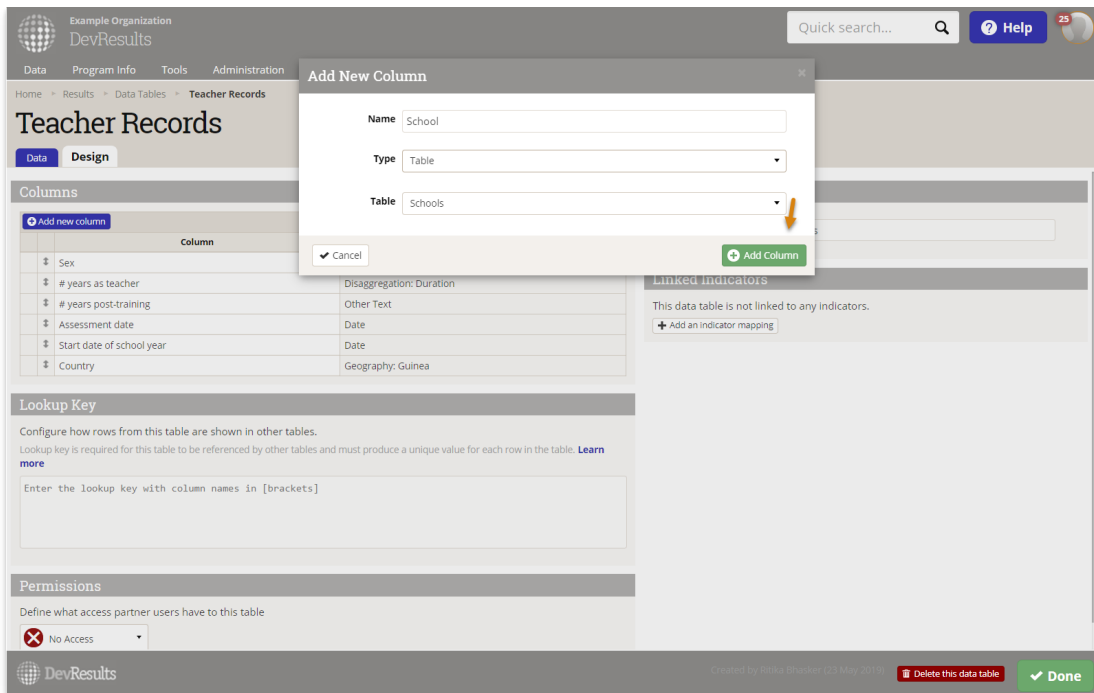 Example Organization
DevResults
Quick search...
Help
25
Data Program Info Tools Administration
Home Results Data Tables Teacher Records
Teacher Records
Data Design
Add New Column
×
Name School
Type Table
Table Schools
Cancel
Add Column
Columns
Add new column
Column
Sex
# years as teacher Disaggregation: Duration
# years post-training Other Text
Assessment date Date
Start date of school year Date
Country Geography: Guinea
Linked Indicators
This data table is not linked to any indicators.
Add an indicator mapping
Lookup Key
Configure how rows from this table are shown in other tables.
Lookup key is required for this table to be referenced by other tables and must produce a unique value for each row in the table. Learn
more
Enter the lookup key with column names in [brackets]
Permissions
Define what access partner users have to this table
No Access
DevResults
Created by Ritika Bhasker (23 May 2019)
Delete this data table
Done